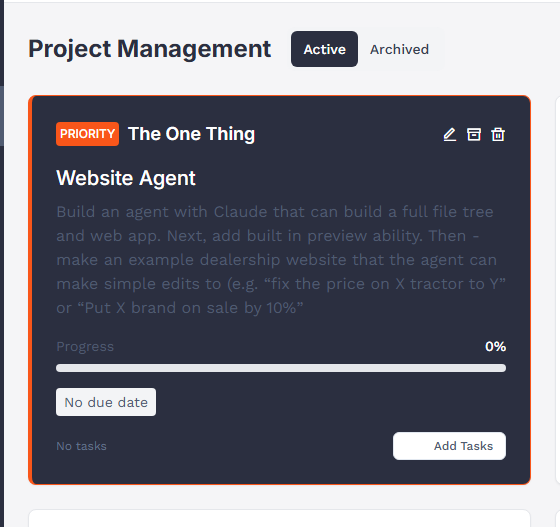 Project Management
Active
Archived
PRIORITY The One Thing
Website Agent
Build an agent with Claude that can build a full file tree
and web app. Next, add built in preview ability. Then -
make an example dealership website that the agent can
make simple edits to (e.g. “fix the price on X tractor to Y”
or “Put X brand on sale by 10%”
Progress
0%
No due date
No tasks
Add Tasks